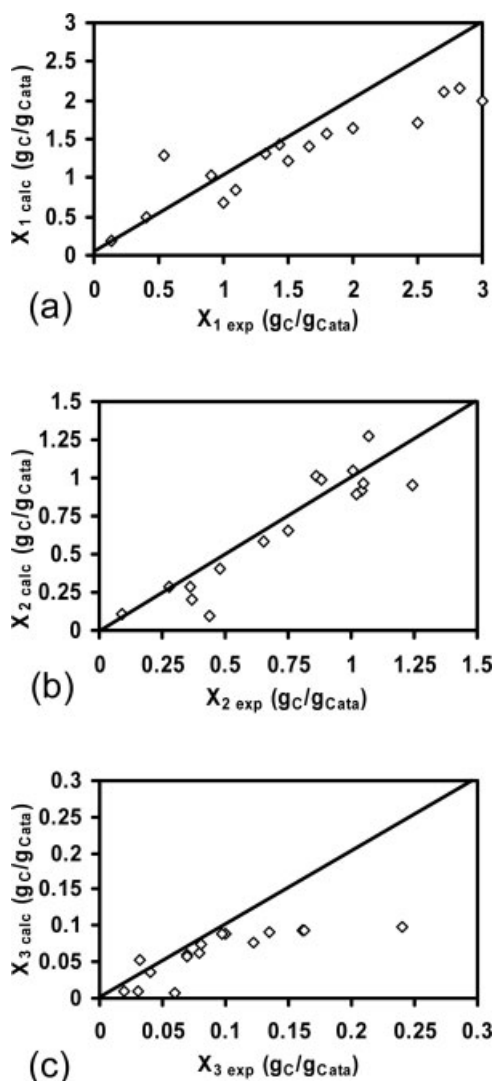 3
2.5
2
1.5
1
0.5
0
X1 calc (gC/gCata)
0 0.5 1 1.5 2 2.5 3
(a) X1 exp (gC/gCata)
1.5
1.25
1
0.75
0.5
0.25
0
X2 calc (gC/gCata)
0 0.25 0.5 0.75 1 1.25 1.5
(b) X2 exp (gC/gCata)
0.3
0.25
0.2
0.15
0.1
0.05
0
X3 calc (gC/gCata)
0 0.05 0.1 0.15 0.2 0.25 0.3
(c) X3 exp (gC/gCata)